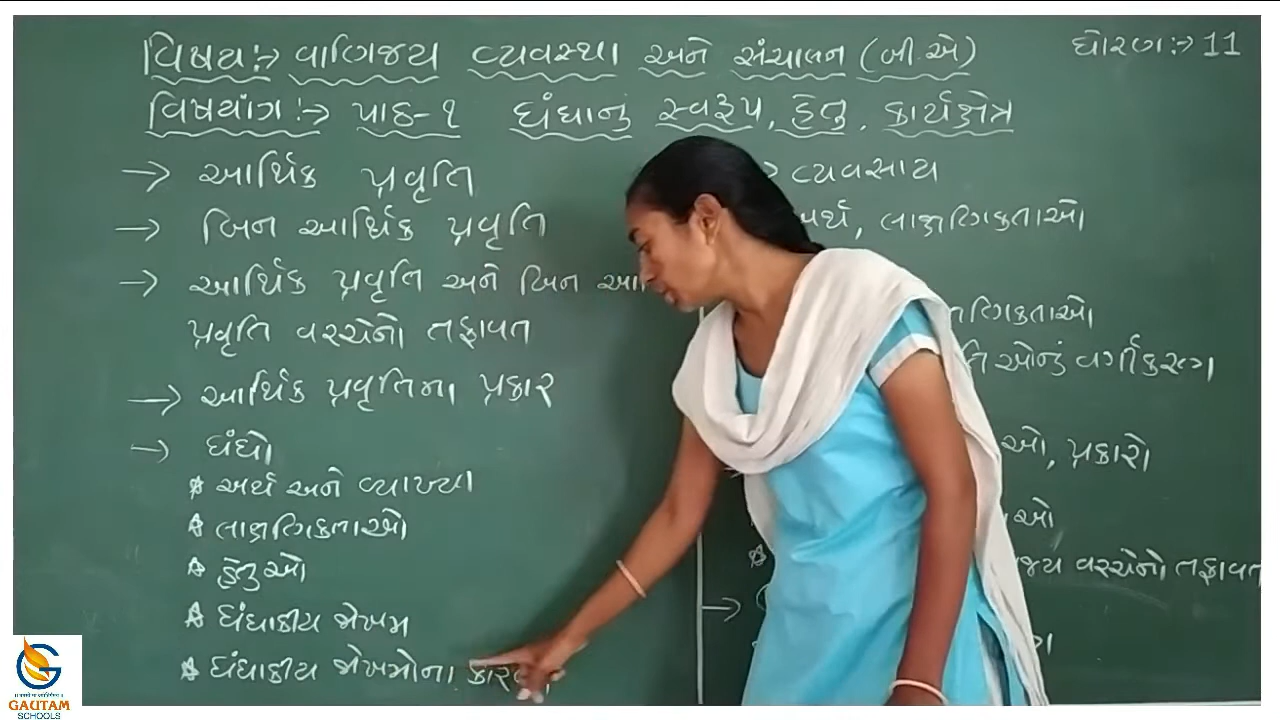 વિષય:→ વાણિજ્ય વ્યવસ્થા અને સંચાલન (બી.એ)
ધોરણ:→ 11
વિષયાંગ:→ પાઠ-૧ ધંધાનું સ્વરૂપ, હેતુ, કાર્યક્ષેત્ર
→ આર્થિક પ્રવૃતિ
→ બિન આર્થિક પ્રવૃતિ
→ આર્થિક પ્રવૃતિ અને બિન
પ્રવૃતિ વચ્ચેનો તફાવત
→ આર્થિક પ્રવૃતિના પ્રકાર
→ ધંધો
* અર્થ અને વ્યાખ્યા
* લાક્ષણિકતાઓ
* હેતુઓ
* ધંધાકીય જોખમ
* ધંધાકીય જોખમોના
વ્યવસાય
અર્થ, લાક્ષણિકતાઓ
વર્ગીકરણ
પ્રકારો
વચ્ચેનો તફાવત
GAUTAM
SCHOOLS